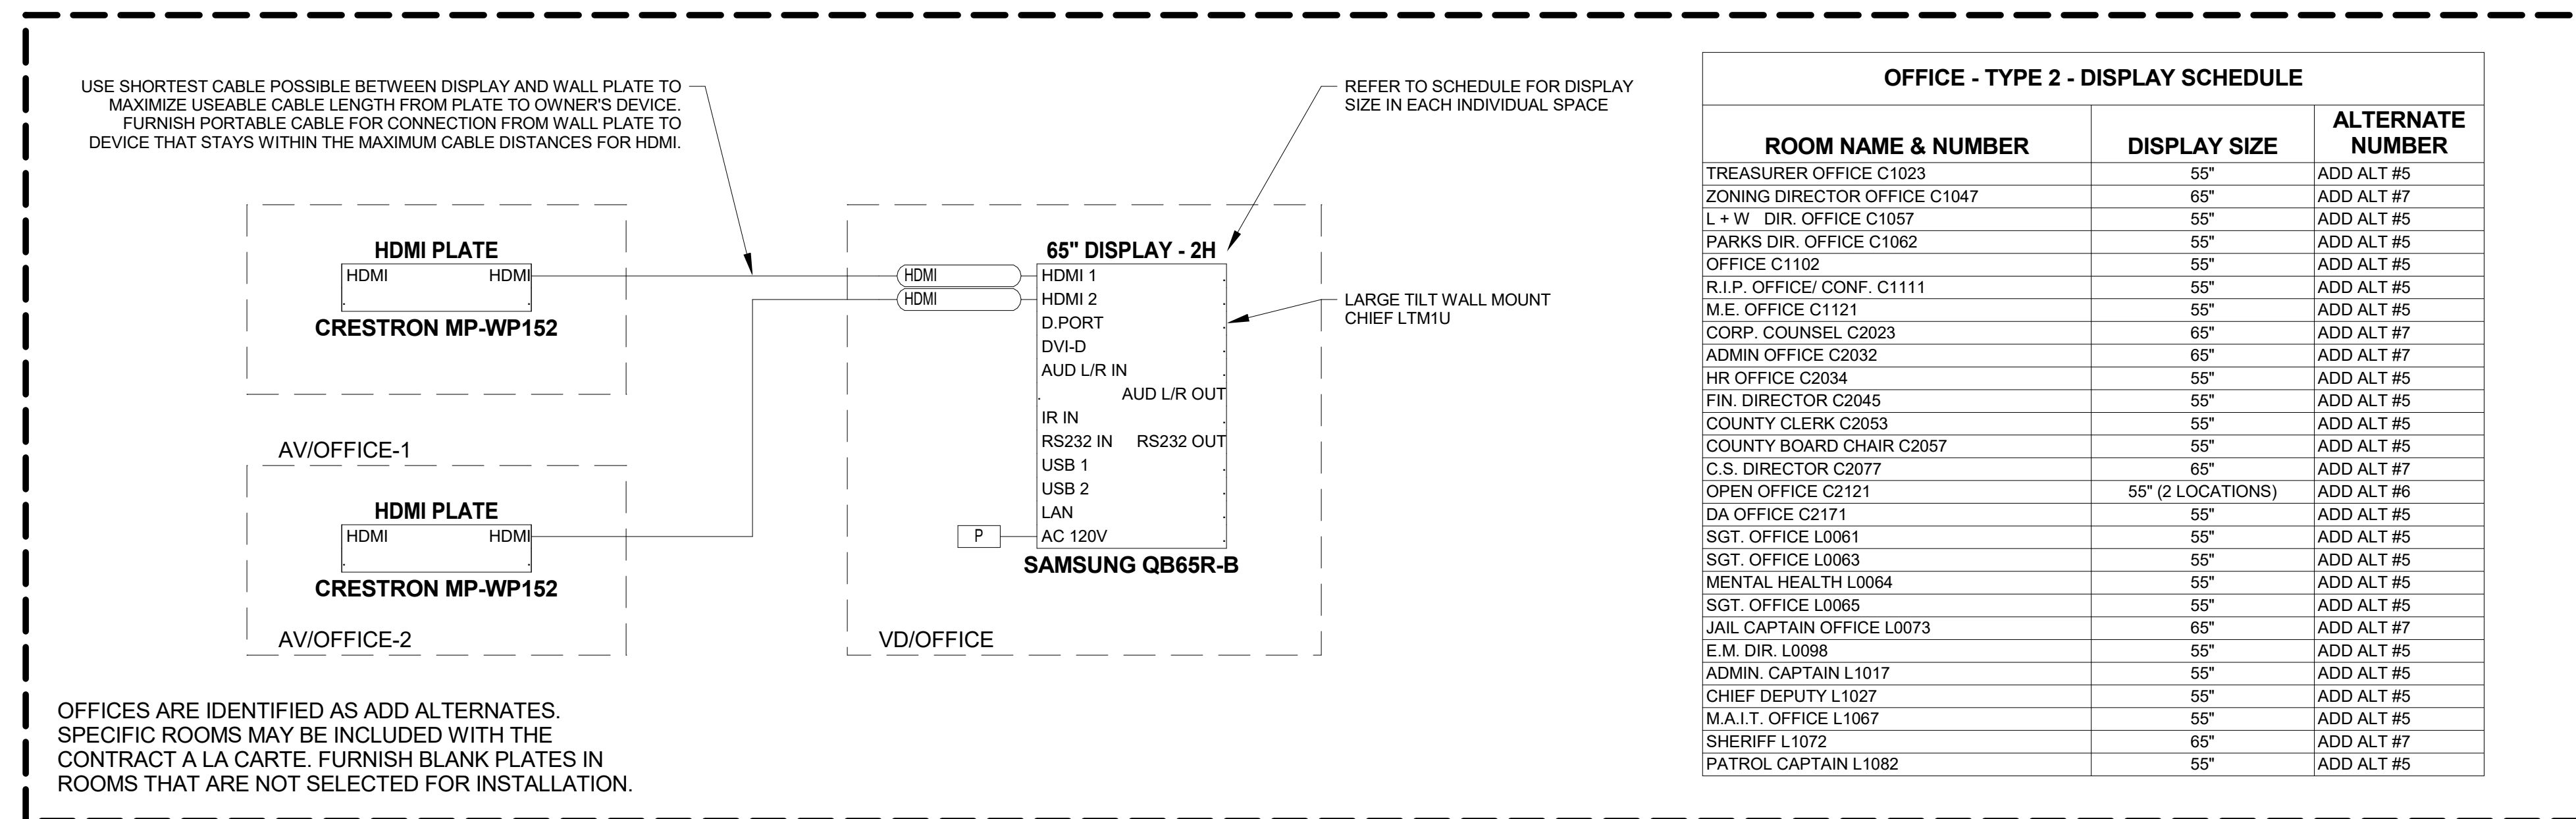 USE SHORTEST CABLE POSSIBLE BETWEEN DISPLAY AND WALL PLATE TO
MAXIMIZE USEABLE CABLE LENGTH FROM PLATE TO OWNER'S DEVICE.
FURNISH PORTABLE CABLE FOR CONNECTION FROM WALL PLATE TO
DEVICE THAT STAYS WITHIN THE MAXIMUM CABLE DISTANCES FOR HDMI.
REFER TO SCHEDULE FOR DISPLAY
SIZE IN EACH INDIVIDUAL SPACE
HDMI PLATE
HDMI HDMI
CRESTRON MP-WP152
AV/OFFICE-1
HDMI PLATE
HDMI HDMI
CRESTRON MP-WP152
AV/OFFICE-2
65" DISPLAY - 2H
HDMI HDMI 1
HDMI HDMI 2
D.PORT
DVI-D
AUD L/R IN
AUD L/R OUT
IR IN
RS232 IN RS232 OUT
USB 1
USB 2
LAN
P AC 120V
SAMSUNG QB65R-B
VD/OFFICE
LARGE TILT WALL MOUNT
CHIEF LTM1U
OFFICES ARE IDENTIFIED AS ADD ALTERNATES.
SPECIFIC ROOMS MAY BE INCLUDED WITH THE
CONTRACT A LA CARTE. FURNISH BLANK PLATES IN
ROOMS THAT ARE NOT SELECTED FOR INSTALLATION.
OFFICE - TYPE 2 - DISPLAY SCHEDULE
ROOM NAME & NUMBER DISPLAY SIZE ALTERNATE NUMBER
TREASURER OFFICE C1023 55" ADD ALT #5
ZONING DIRECTOR OFFICE C1047 65" ADD ALT #7
L + W DIR. OFFICE C1057 55" ADD ALT #5
PARKS DIR. OFFICE C1062 55" ADD ALT #5
OFFICE C1102 55" ADD ALT #5
R.I.P. OFFICE/ CONF. C1111 55" ADD ALT #5
M.E. OFFICE C1121 55" ADD ALT #5
CORP. COUNSEL C2023 65" ADD ALT #7
ADMIN OFFICE C2032 65" ADD ALT #7
HR OFFICE C2034 55" ADD ALT #5
FIN. DIRECTOR C2045 55" ADD ALT #5
COUNTY CLERK C2053 55" ADD ALT #5
COUNTY BOARD CHAIR C2057 55" ADD ALT #5
C.S. DIRECTOR C2077 65" ADD ALT #7
OPEN OFFICE C2121 55" (2 LOCATIONS) ADD ALT #6
DA OFFICE C2171 55" ADD ALT #5
SGT. OFFICE L0061 55" ADD ALT #5
SGT. OFFICE L0063 55" ADD ALT #5
MENTAL HEALTH L0064 55" ADD ALT #5
SGT. OFFICE L0065 55" ADD ALT #5
JAIL CAPTAIN OFFICE L0073 65" ADD ALT #7
E.M. DIR. L0098 55" ADD ALT #5
ADMIN. CAPTAIN L1017 55" ADD ALT #5
CHIEF DEPUTY L1027 55" ADD ALT #5
M.A.I.T. OFFICE L1067 55" ADD ALT #5
SHERIFF L1072 65" ADD ALT #7
PATROL CAPTAIN L1082 55" ADD ALT #5